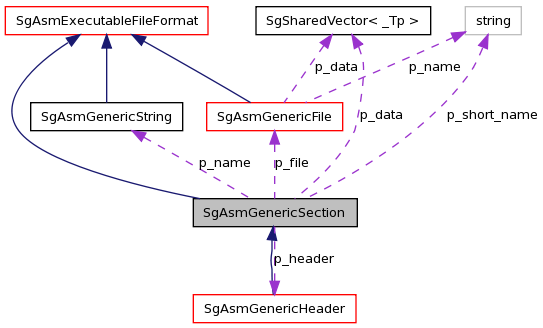 SgAsmExecutableFileFormat
SgSharedVector< _Tp >
string
p_data
p_name
SgAsmGenericString
SgAsmGenericFile
p_data
p_short_name
p_name
p_file
SgAsmGenericSection
p_header
SgAsmGenericHeader